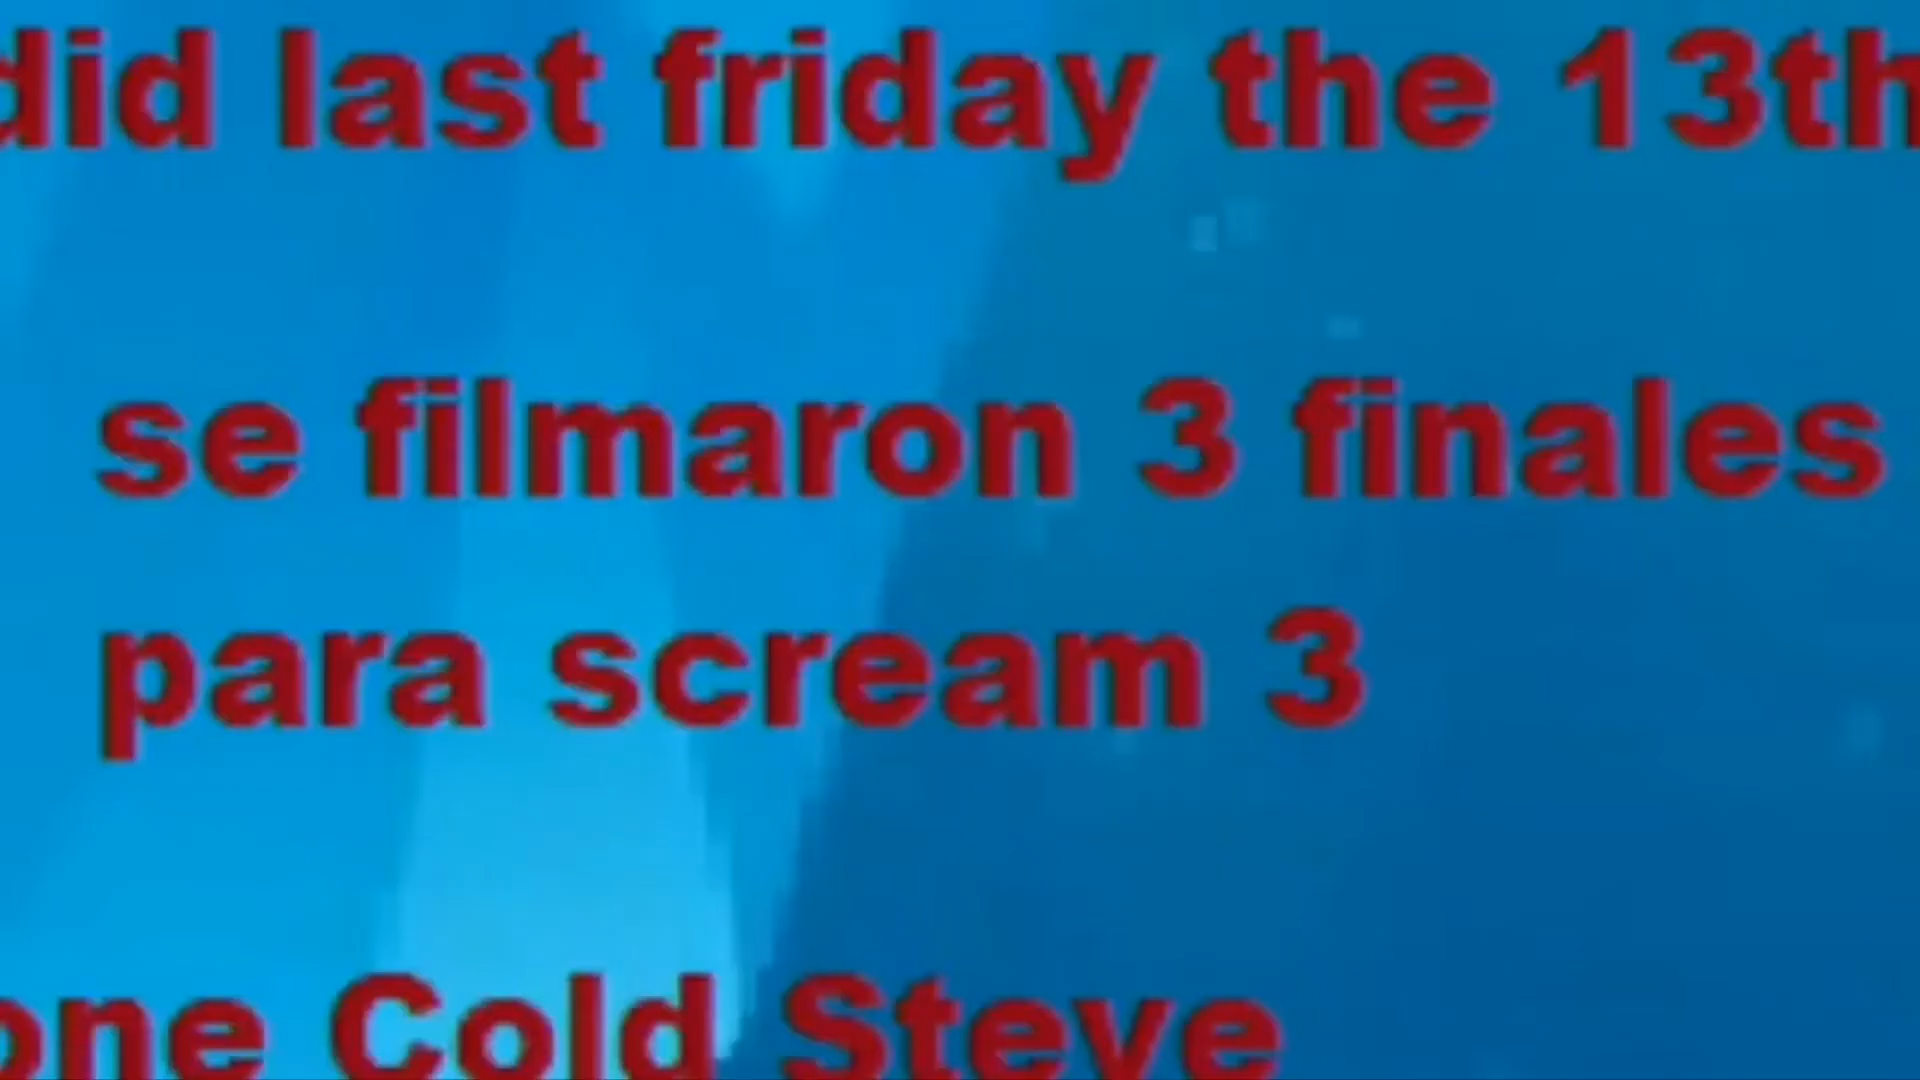 did last friday the 13th
se filmaron 3 finales
para scream 3
one Cold Steve